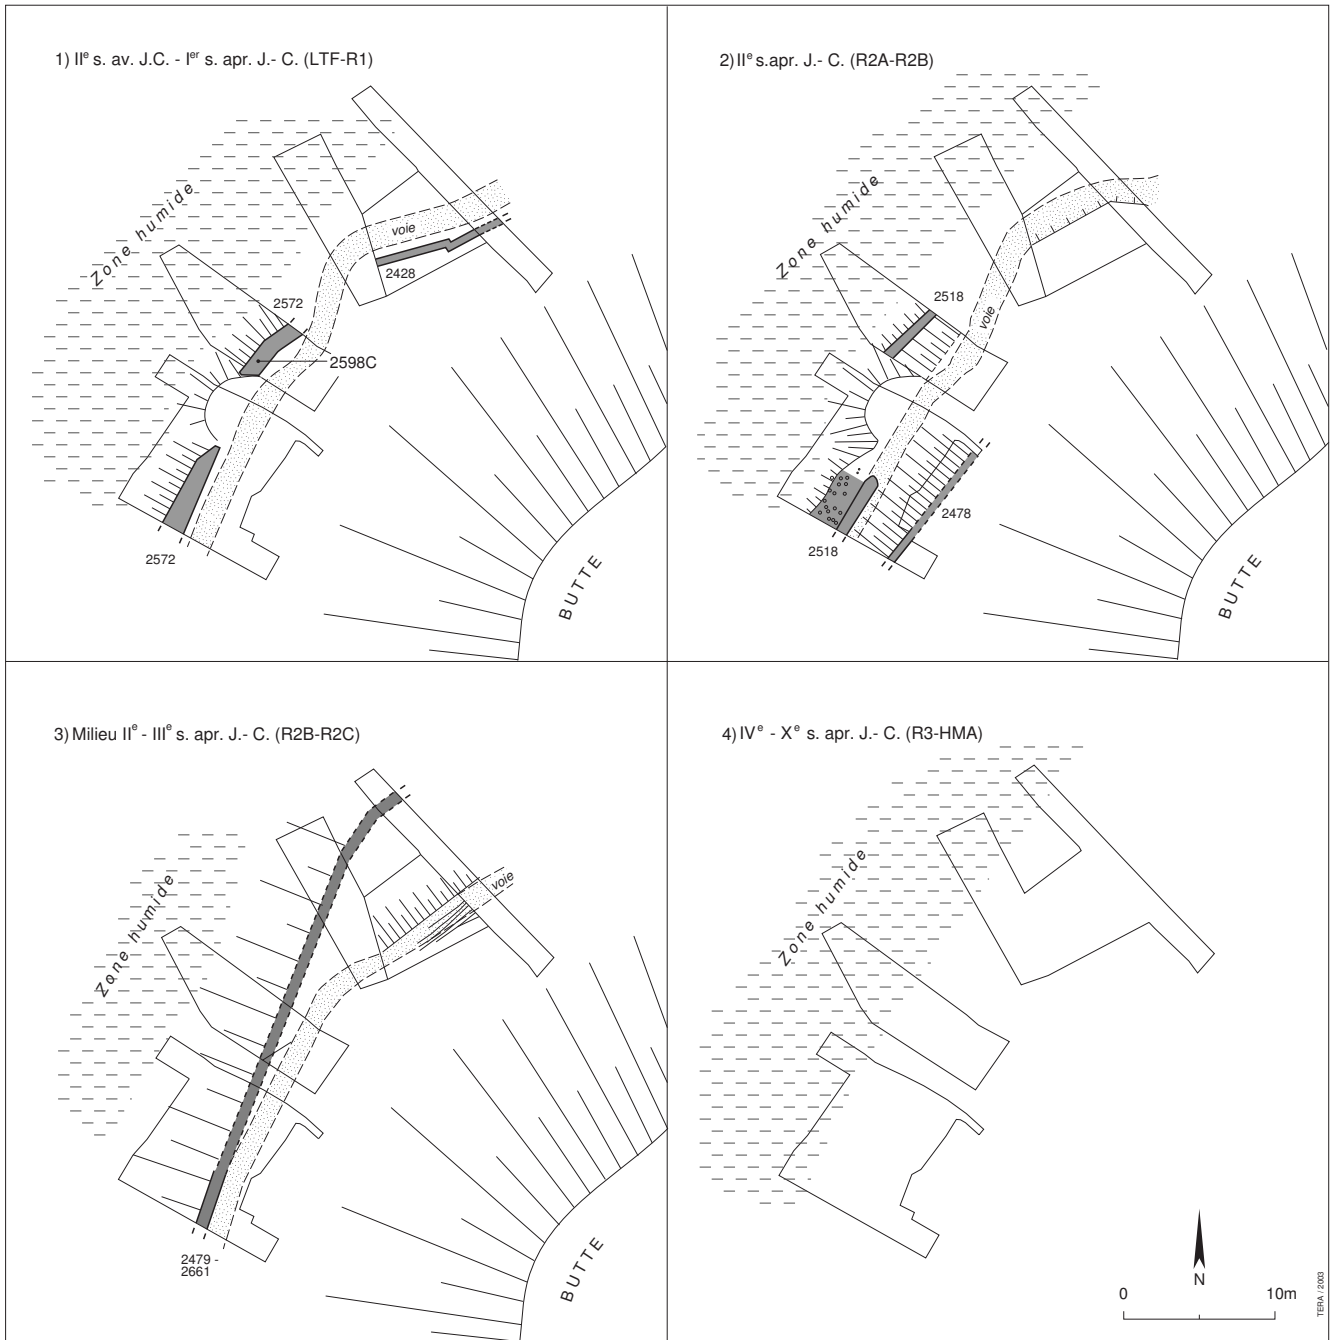 1) IIe s. av. J.C. - Ier s. apr. J.- C. (LTF-R1)
Zone humide
voie
2428
2572
2598C
2572
BUTTE
2) IIe s.apr. J.- C. (R2A-R2B)
Zone humide
2518
voie
2478
2518
BUTTE
3) Milieu IIe - IIIe s. apr. J.- C. (R2B-R2C)
Zone humide
voie
2479 -
2661
BUTTE
4) IVe - Xe s. apr. J.- C. (R3-HMA)
Zone humide
N
0 10m
TERA / 2003